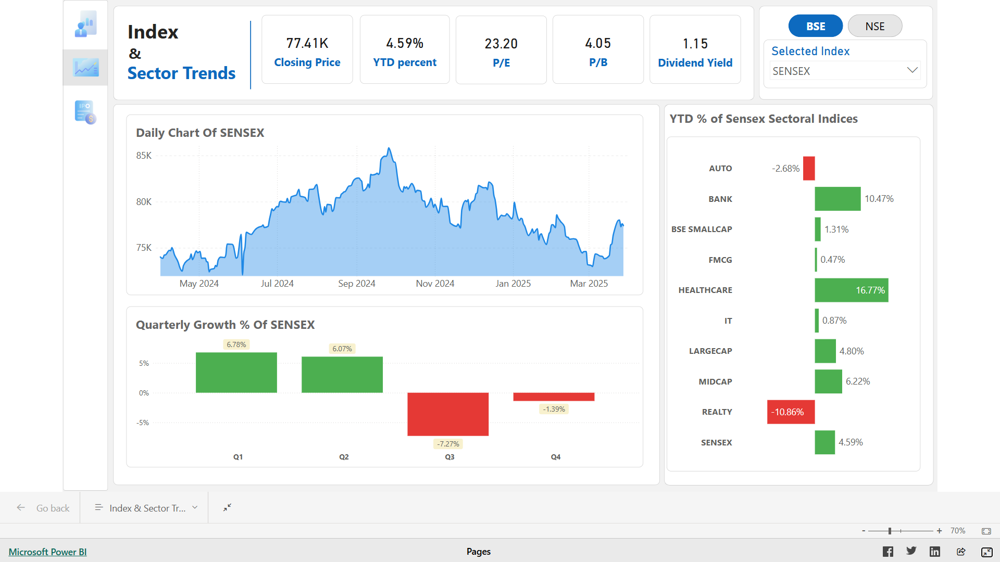 Index
&
Sector Trends
77.41K
Closing Price
4.59%
YTD percent
23.20
P/E
4.05
P/B
1.15
Dividend Yield
BSE
NSE
Selected Index
SENSEX
IPO
$
Daily Chart Of SENSEX
85K
80K
75K
May 2024
Jul 2024
Sep 2024
Nov 2024
Jan 2025
Mar 2025
Quarterly Growth % Of SENSEX
6.78%
6.07%
5%
0%
-1.39%
-5%
-7.27%
Q1
Q2
Q3
Q4
YTD % of Sensex Sectoral Indices
AUTO -2.68%
BANK 10.47%
BSE SMALLCAP 1.31%
FMCG 0.47%
HEALTHCARE 16.77%
IT 0.87%
LARGECAP 4.80%
MIDCAP 6.22%
REALTY -10.86%
SENSEX 4.59%
Go back
Index & Sector Tr...
- + 70%
Microsoft Power BI
Pages